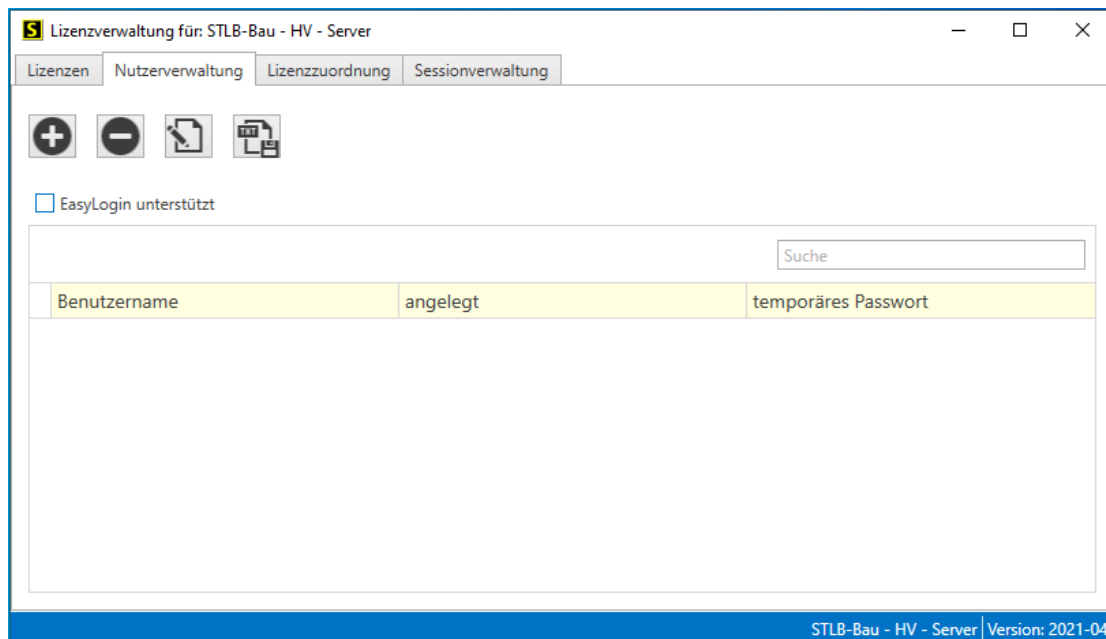 S Lizenzverwaltung für: STLB-Bau - HV - Server
Lizenzen Nutzerverwaltung Lizenzzuordnung Sessionverwaltung
TXT
EasyLogin unterstützt
Suche
Benutzername angelegt temporäres Passwort
STLB-Bau - HV - Server Version: 2021-04